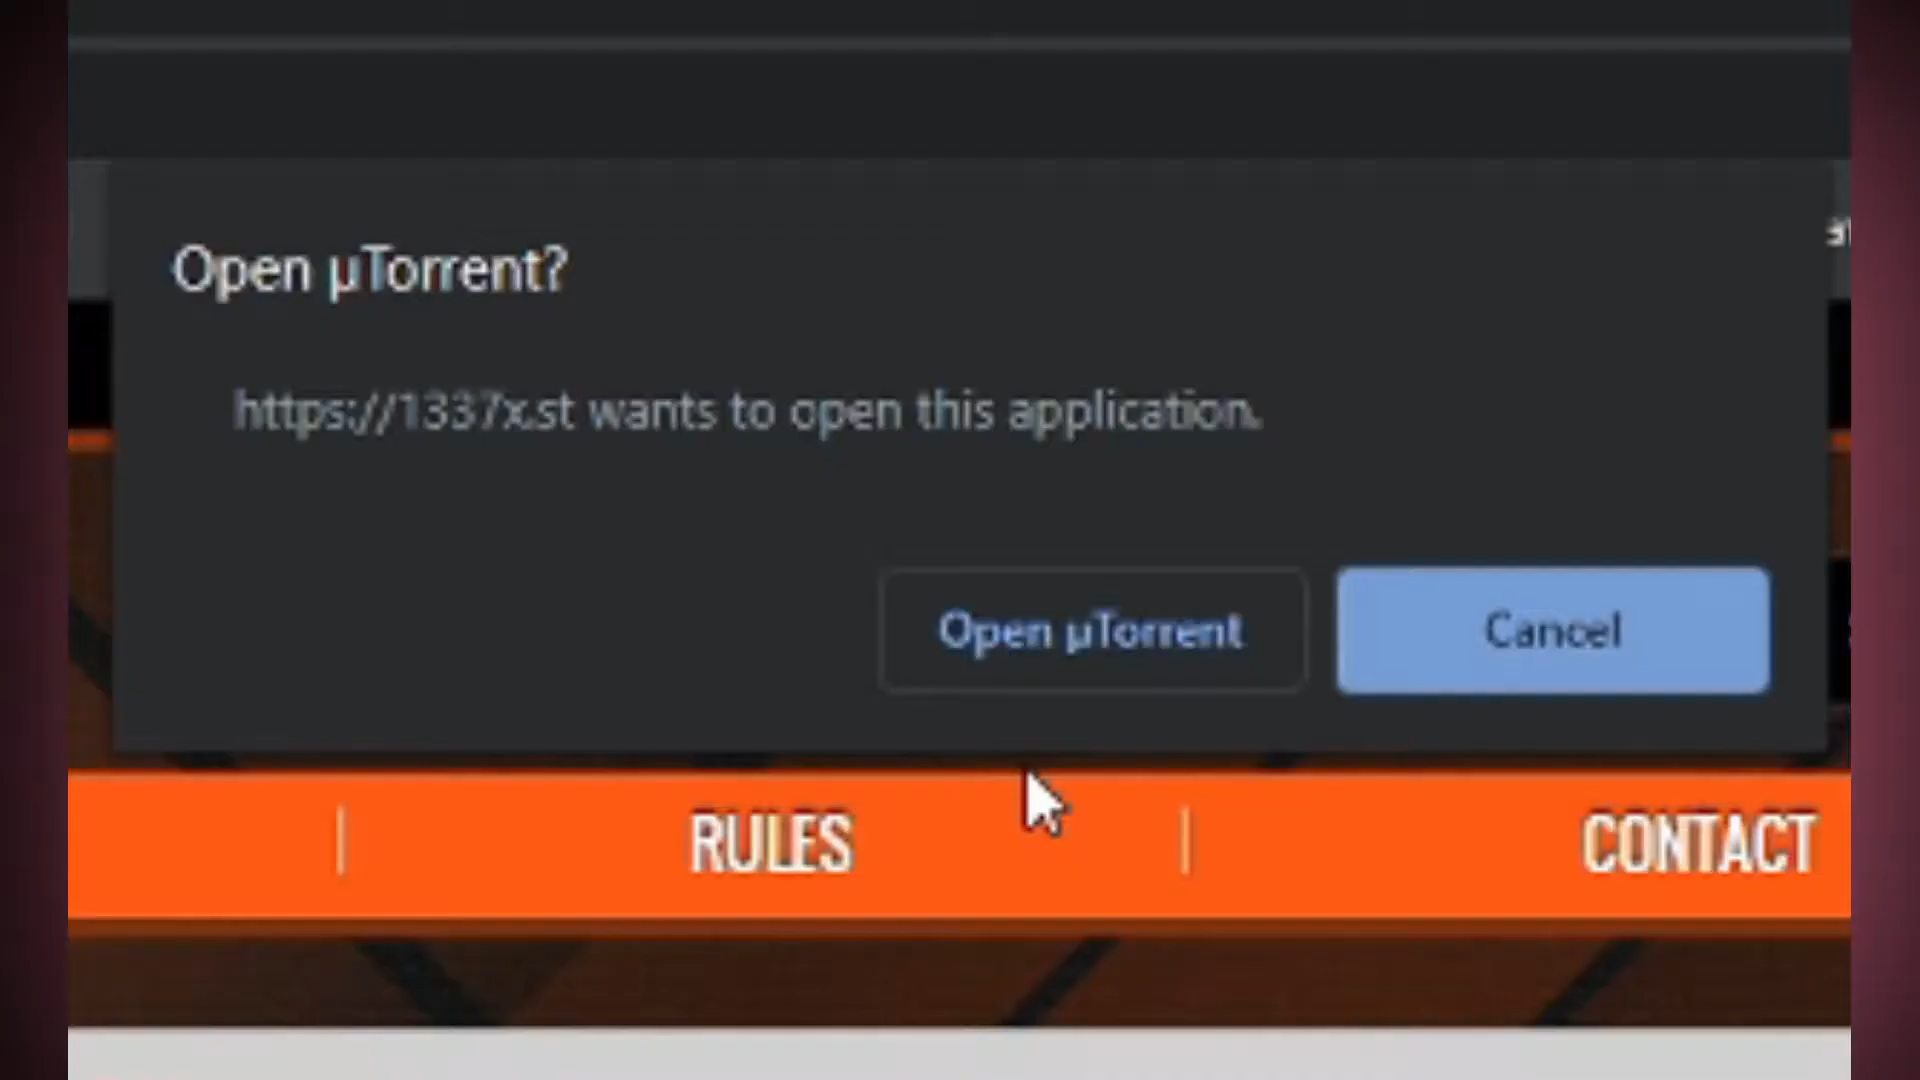 Open µTorrent?
https://1337x.st wants to open this application.
Open µTorrent
Cancel
RULES
CONTACT